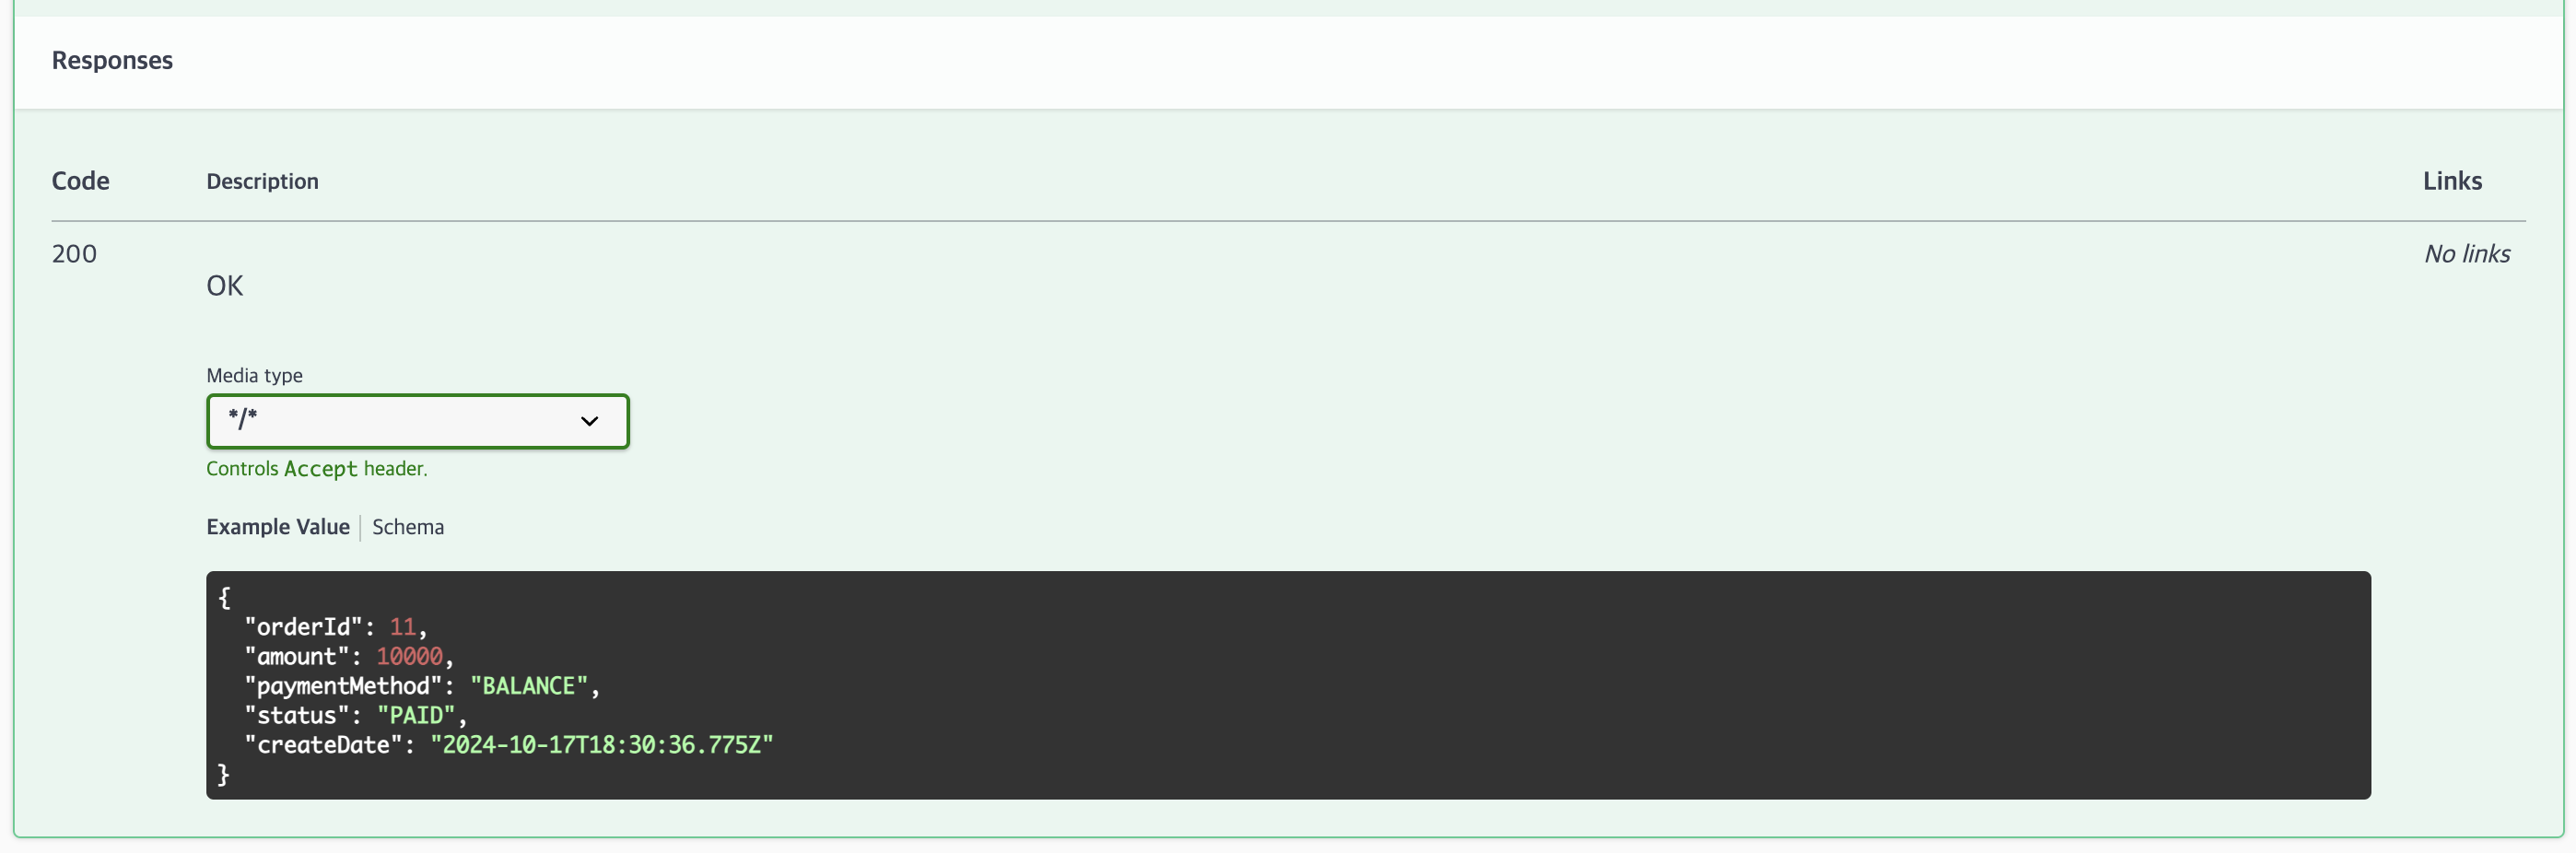 Responses
Code Description Links
200 No links
OK
Media type
*/*
Controls Accept header.
Example Value Schema
{
  "orderId": 11,
  "amount": 10000,
  "paymentMethod": "BALANCE",
  "status": "PAID",
  "createDate": "2024-10-17T18:30:36.775Z"
}